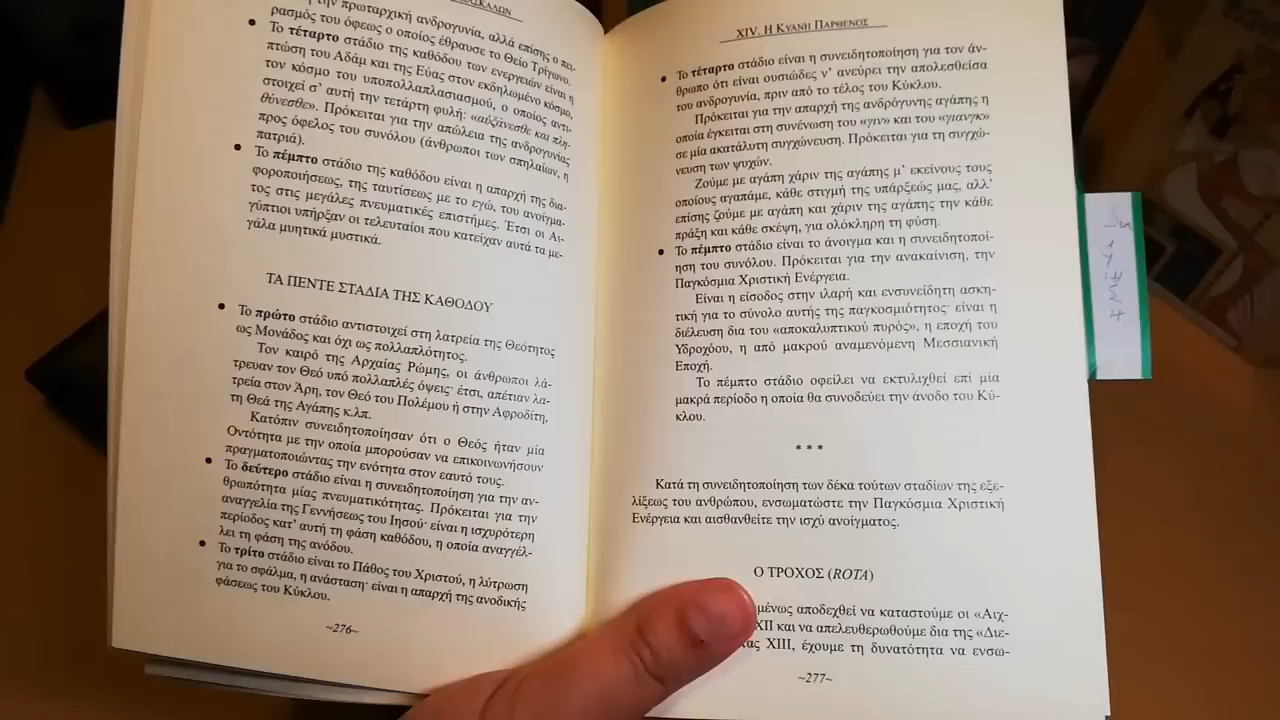 την πρωταρχική ανδρογυνία, αλλά επίσης ο πει-
ρασμός του όφεως ο οποίος έθραυσε το Θείο Τρίγωνο.
• Το τέταρτο στάδιο της καθόδου των ενεργειών είναι η
πτώση του Αδάμ και της Εύας στον εκδηλωμένο κόσμο,
τον κόσμο του υποπολλαπλασιασμού, ο οποίος αντι-
στοιχεί σ' αυτή την τετάρτη φυλή: «αὐξάνεσθε και πλη-
θύνεσθε». Πρόκειται για την απώλεια της ανδρογυνίας
προς όφελος του συνόλου (άνθρωποι των σπηλαίων, η
πατριά).
• Το πέμπτο στάδιο της καθόδου είναι η απαρχή της δια-
φοροποιήσεως, της ταυτίσεως με το εγώ, του ανοίγμα-
τος στις μεγάλες πνευματικές επιστήμες. Έτσι οι Αι-
γύπτιοι υπήρξαν οι τελευταίοι που κατείχαν αυτά τα με-
γάλα μυητικά μυστικά.
ΤΑ ΠΕΝΤΕ ΣΤΑΔΙΑ ΤΗΣ ΚΑΘΟΔΟΥ
• Το πρώτο στάδιο αντιστοιχεί στη λατρεία της Θεότητος
ως Μονάδος και όχι ως πολλαπλότητος.
Τον καιρό της Αρχαίας Ρώμης, οι άνθρωποι λά-
τρευαν τον Θεό υπό πολλαπλές όψεις· έτσι, απέτιαν λα-
τρεία στον Άρη, τον Θεό του Πολέμου ή στην Αφροδίτη,
τη Θεά της Αγάπης κ.λπ.
Κατόπιν συνειδητοποίησαν ότι ο Θεός ήταν μία
Οντότητα με την οποία μπορούσαν να επικοινωνήσουν
πραγματοποιώντας την ενότητα στον εαυτό τους.
• Το δεύτερο στάδιο είναι η συνειδητοποίηση για την αν-
θρωπότητα μίας πνευματικότητας. Πρόκειται για την
αναγγελία της Γεννήσεως του Ιησού· είναι η ισχυρότερη
περίοδος κατ' αυτή τη φάση καθόδου, η οποία αναγγέλ-
λει τη φάση της ανόδου.
• Το τρίτο στάδιο είναι το Πάθος του Χριστού, η λύτρωση
για το σφάλμα, η ανάσταση· είναι η απαρχή της ανοδικής
φάσεως του Κύκλου.
~276~
XIV. Η ΚΥΑΝΗ ΠΑΡΘΕΝΟΣ
• Το τέταρτο στάδιο είναι η συνειδητοποίηση για τον άν-
θρωπο ότι είναι ουσιώδες ν' ανεύρει την απολεσθείσα
του ανδρογυνία, πριν από το τέλος του Κύκλου.
Πρόκειται για την απαρχή της ανδρόγυνης αγάπης η
οποία έγκειται στη συνένωση του «γιν» και του «γιανγκ»
σε μία ακατάλυτη συγχώνευση. Πρόκειται για τη συγχώ-
νευση των ψυχών.
Ζούμε με αγάπη χάριν της αγάπης μ' εκείνους τους
οποίους αγαπάμε, κάθε στιγμή της υπάρξεώς μας, αλλ'
επίσης ζούμε με αγάπη και χάριν της αγάπης την κάθε
πράξη και κάθε σκέψη, για ολόκληρη τη φύση.
• Το πέμπτο στάδιο είναι το άνοιγμα και η συνειδητοποί-
ηση του συνόλου. Πρόκειται για την ανακαίνιση, την
Παγκόσμια Χριστική Ενέργεια.
Είναι η είσοδος στην ιλαρή και ενσυνείδητη ασκη-
τική για το σύνολο αυτής της παγκοσμιότητος· είναι η
διέλευση δια του «αποκαλυπτικού πυρός», η εποχή του
Υδροχόου, η από μακρού αναμενόμενη Μεσσιανική
Εποχή.
Το πέμπτο στάδιο οφείλει να εκτυλιχθεί επί μία
μακρά περίοδο η οποία θα συνοδεύει την άνοδο του Κύ-
κλου.
* * *
Κατά τη συνειδητοποίηση των δέκα τούτων σταδίων της εξε-
λίξεως του ανθρώπου, ενσωματώστε την Παγκόσμια Χριστική
Ενέργεια και αισθανθείτε την ισχύ ανοίγματος.
Ο ΤΡΟΧΟΣ (ROTA)
μένως αποδεχθεί να καταστούμε οι «Αιχ-
XII και να απελευθερωθούμε δια της «Διε-
XIII, έχουμε τη δυνατότητα να ενσω-
~277~